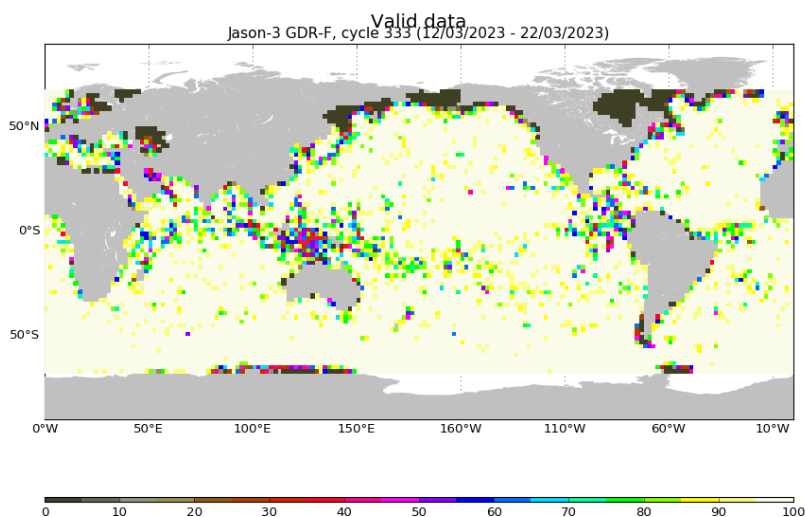 Valid data
Jason-3 GDR-F, cycle 333 (12/03/2023 - 22/03/2023)
50°N
0°S
50°S
0°W 50°E 100°E 150°E 160°W 110°W 60°W 10°W
0 10 20 30 40 50 60 70 80 90 100